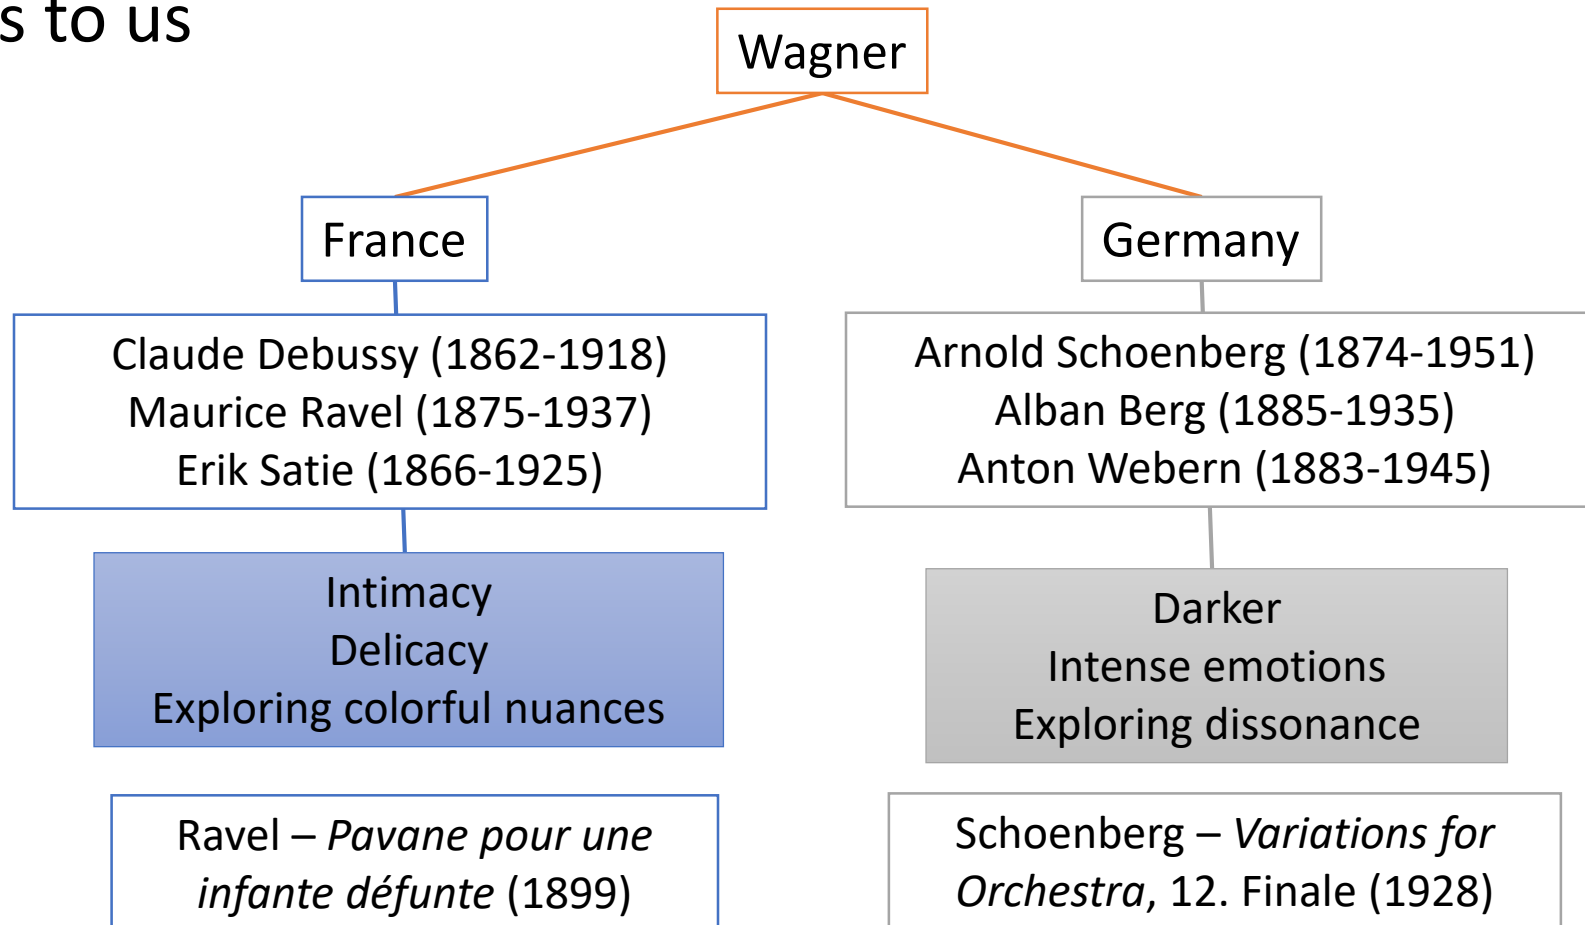 s to us
Wagner
France
Germany
Claude Debussy (1862-1918)
Maurice Ravel (1875-1937)
Erik Satie (1866-1925)
Arnold Schoenberg (1874-1951)
Alban Berg (1885-1935)
Anton Webern (1883-1945)
Intimacy
Delicacy
Exploring colorful nuances
Darker
Intense emotions
Exploring dissonance
Ravel – Pavane pour une
infante défunte (1899)
Schoenberg – Variations for
Orchestra, 12. Finale (1928)